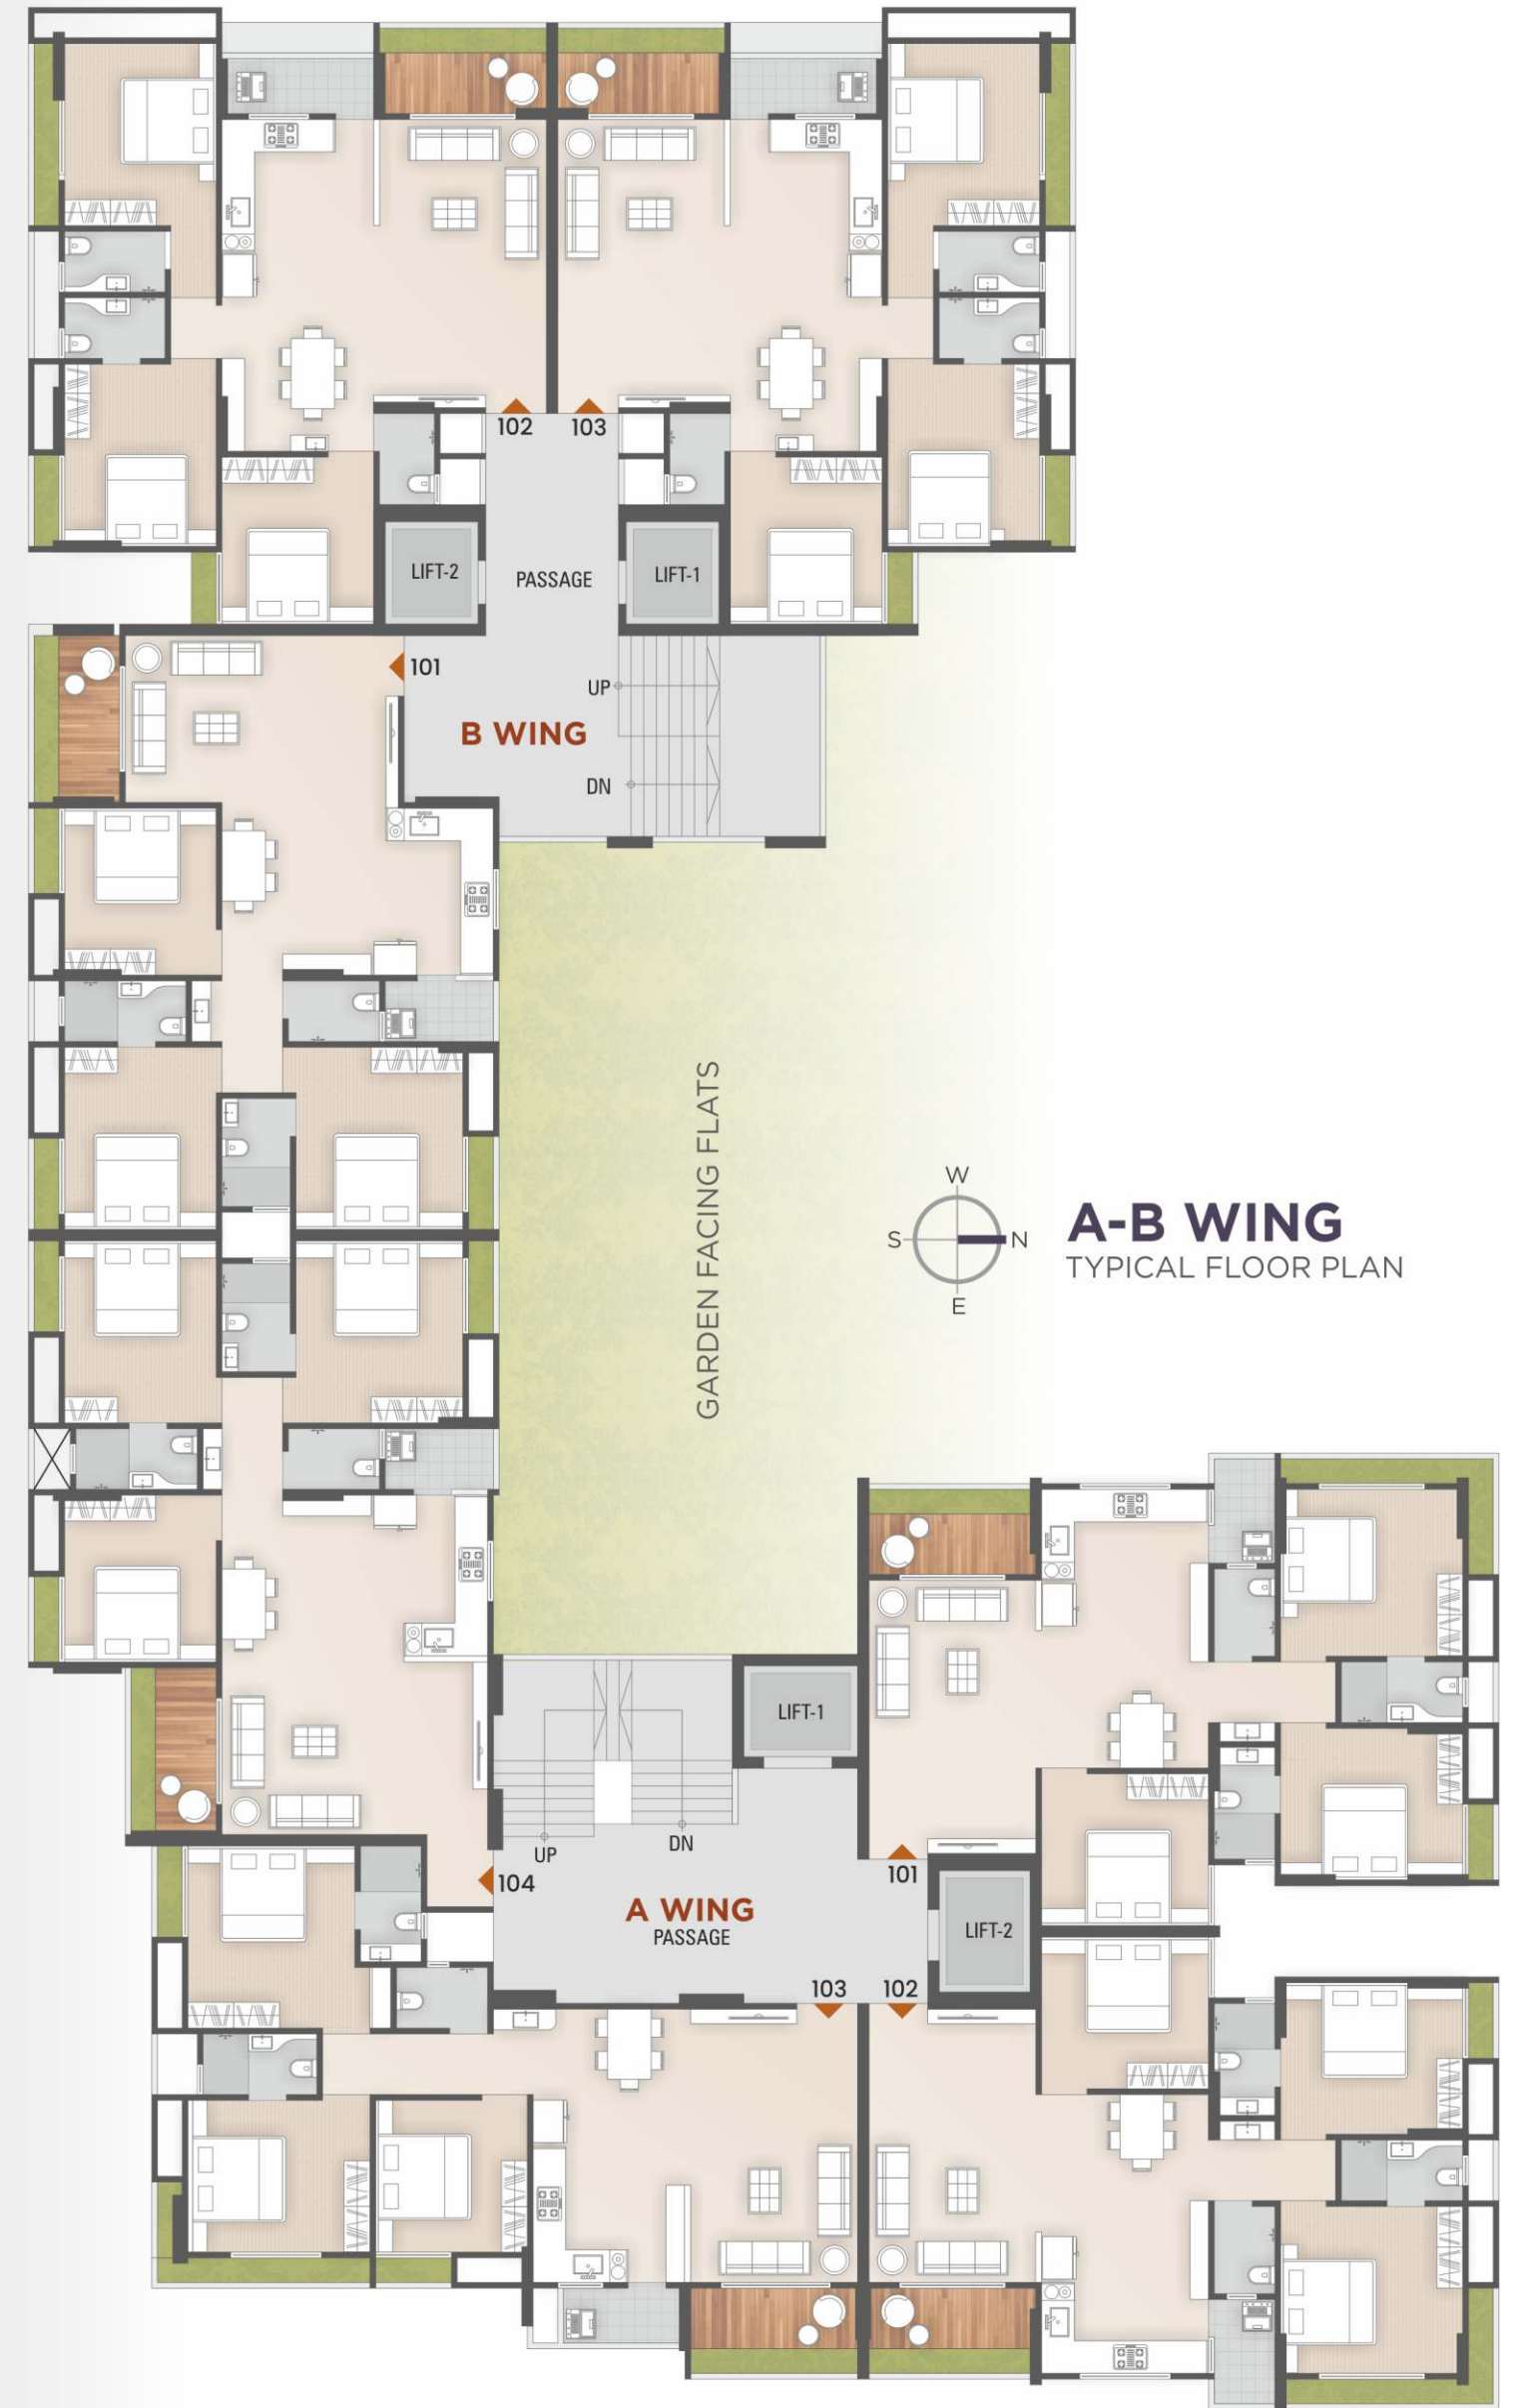 102
103
LIFT-2
PASSAGE
LIFT-1
101
UP
B WING
DN
GARDEN FACING FLATS
W
S
N
E
A-B WING
TYPICAL FLOOR PLAN
LIFT-1
UP
DN
101
104
A WING
PASSAGE
LIFT-2
103
102